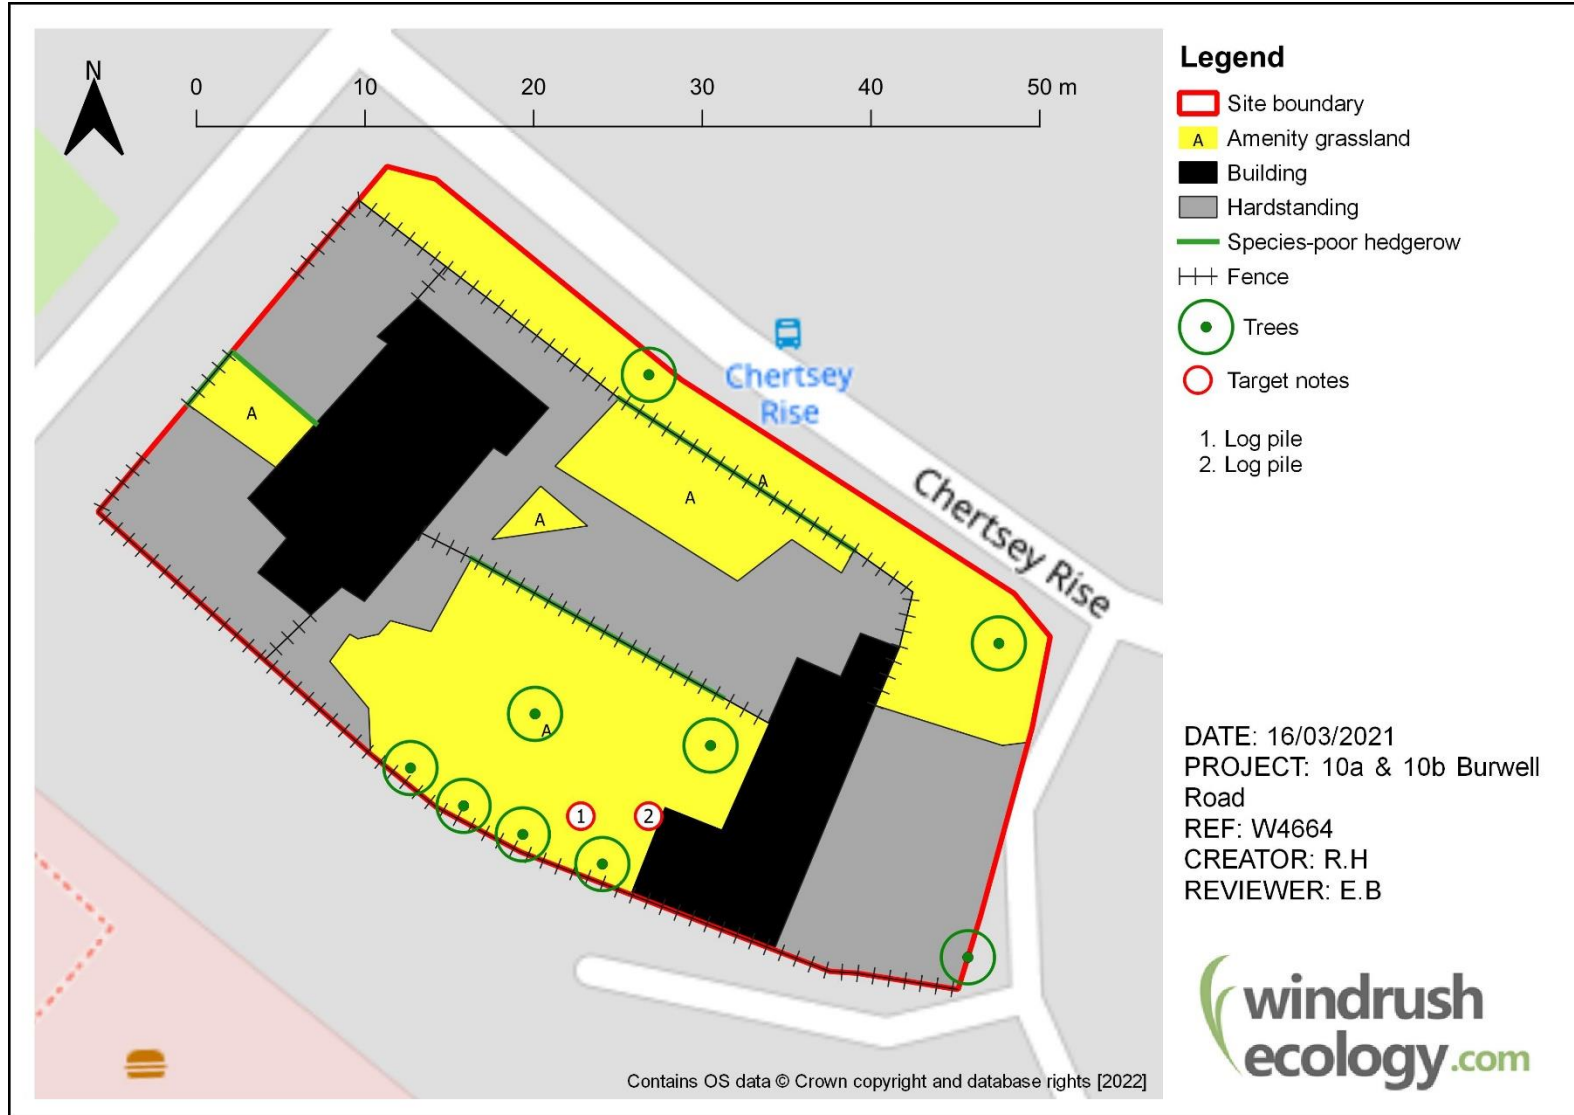 N
0 10 20 30 40 50 m
Legend
Site boundary
A Amenity grassland
Building
Hardstanding
Species-poor hedgerow
Fence
Trees
Target notes
1. Log pile
2. Log pile
Chertsey
Rise
Chertsey Rise
A
A
A
A
A
1
2
DATE: 16/03/2021
PROJECT: 10a & 10b Burwell
Road
REF: W4664
CREATOR: R.H
REVIEWER: E.B
windrush
ecology.com
Contains OS data © Crown copyright and database rights [2022]